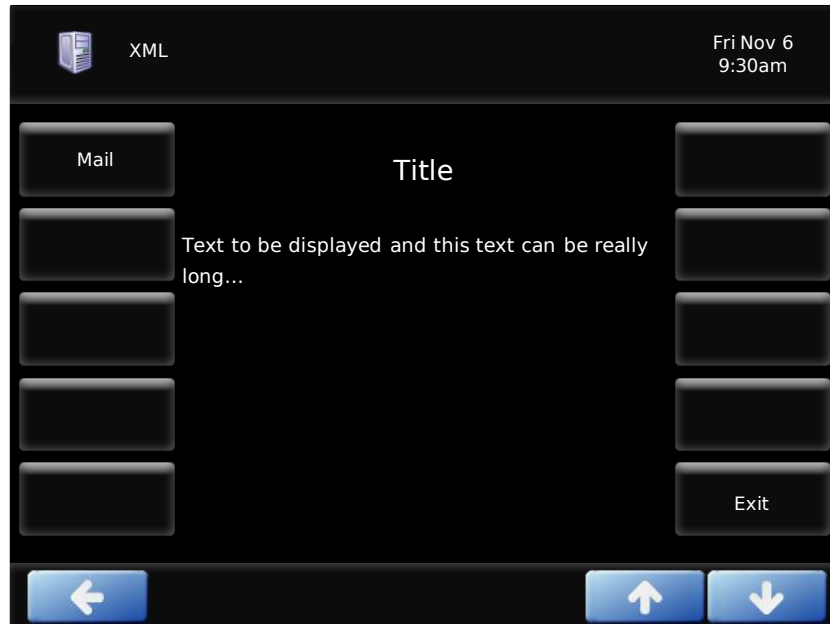 XML
Fri Nov 6
9:30am
Mail
Title
Text to be displayed and this text can be really
long...
Exit